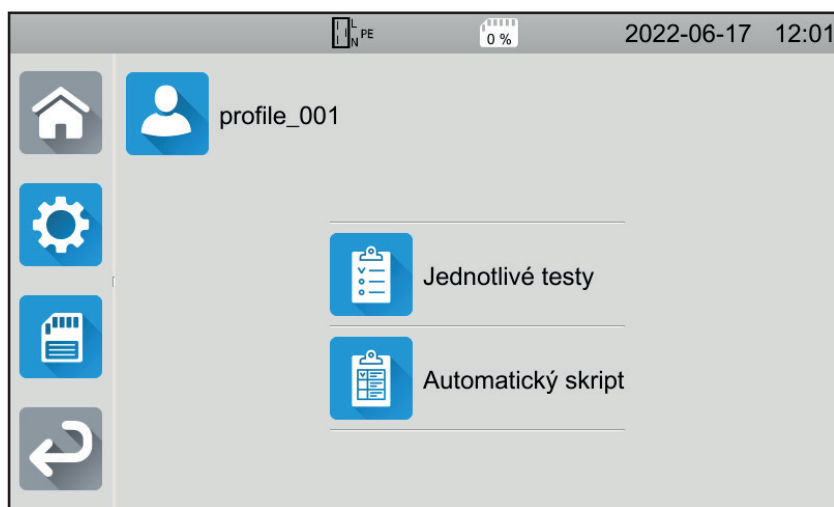 L
N PE
0 %
2022-06-17 12:01
profile_001
Jednotlivé testy
Automatický skript